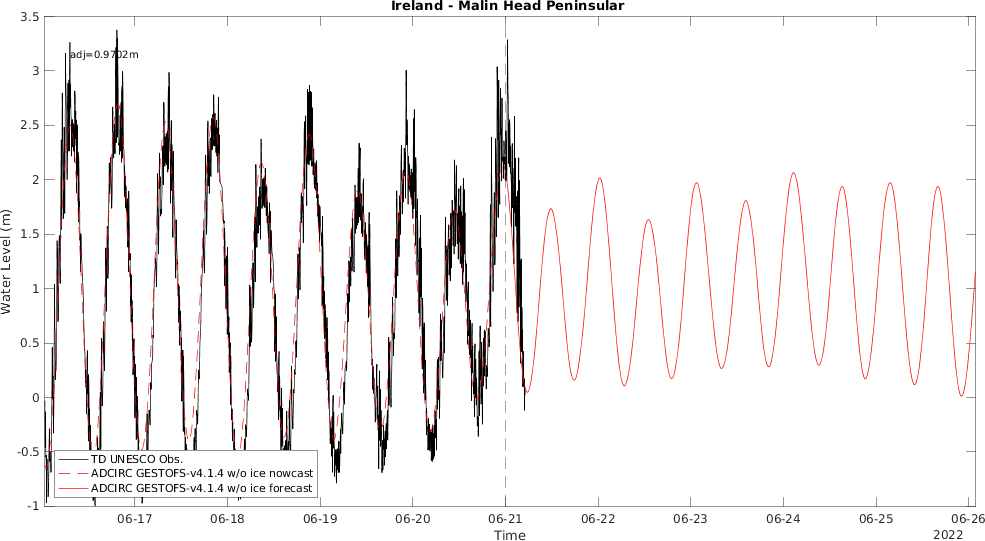 Ireland - Malin Head Peninsular
adj=0.9702m
3.5
3
2.5
2
1.5
1
0.5
0
-0.5
-1
Water Level (m)
TD UNESCO Obs.
ADCIRC GESTOFS-v4.1.4 w/o ice nowcast
ADCIRC GESTOFS-v4.1.4 w/o ice forecast
06-17 06-18 06-19 06-20 06-21 06-22 06-23 06-24 06-25 06-26
Time
2022